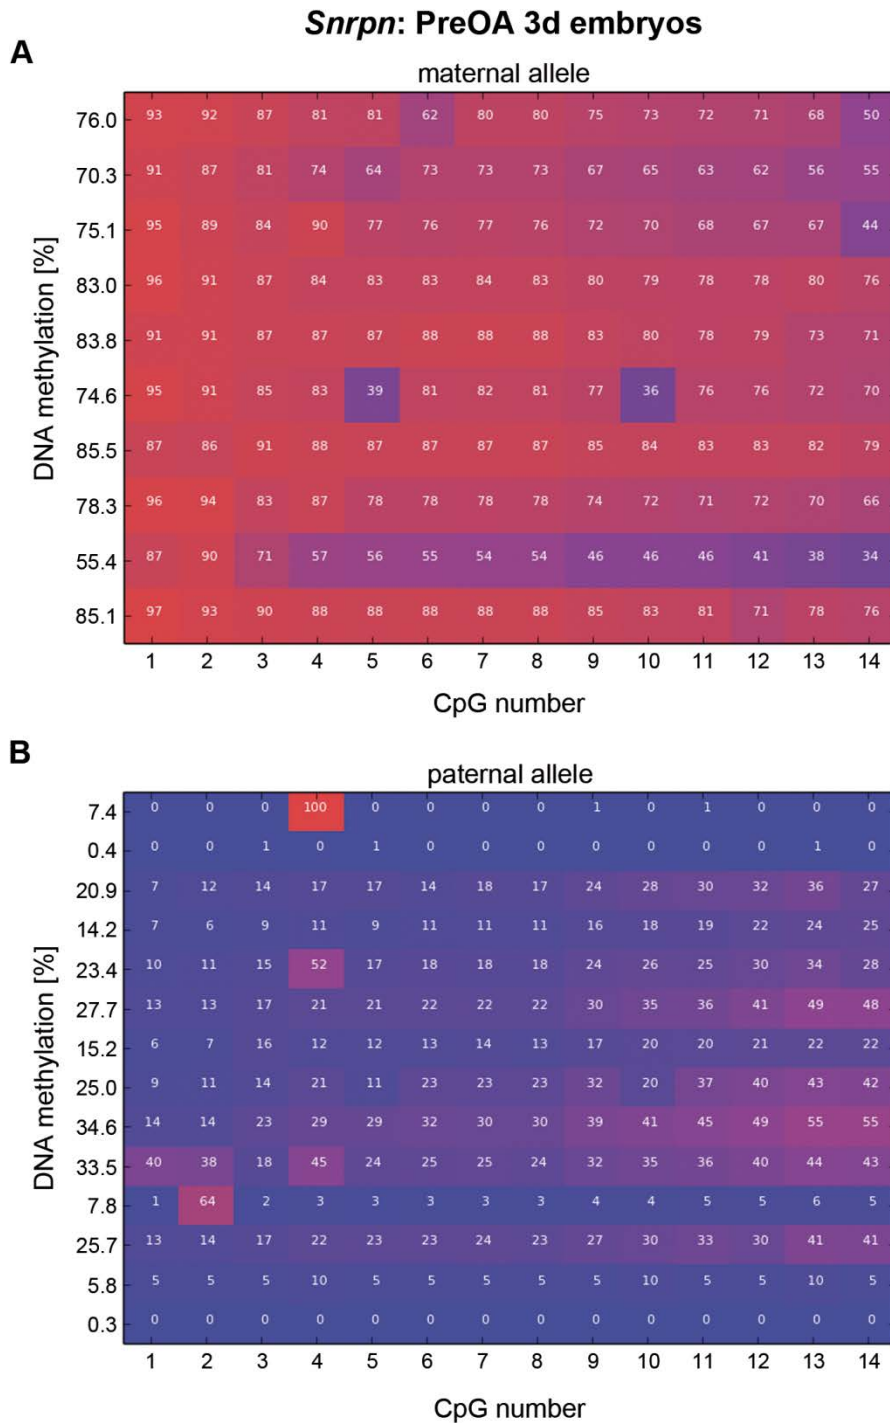 Snrpn: PreOA 3d embryos
A
maternal allele
DNA methylation [%]
76.0 93 92 87 81 81 62 80 80 75 73 72 71 68 50
70.3 91 87 81 74 64 73 73 73 67 65 63 62 56 55
75.1 95 89 84 90 77 76 77 76 72 70 68 67 67 44
83.0 96 91 87 84 83 83 84 83 80 79 78 78 80 76
83.8 91 91 87 87 87 88 88 88 83 80 78 79 73 71
74.6 95 91 85 83 39 81 82 81 77 36 76 76 72 70
85.5 87 86 91 88 87 87 87 87 85 84 83 83 82 79
78.3 96 94 83 87 78 78 78 78 74 72 71 72 70 66
55.4 87 90 71 57 56 55 54 54 46 46 46 41 38 34
85.1 97 93 90 88 88 88 88 88 85 83 81 71 78 76
1 2 3 4 5 6 7 8 9 10 11 12 13 14
CpG number
B
paternal allele
DNA methylation [%]
7.4 0 0 0 100 0 0 0 0 1 0 1 0 0 0
0.4 0 0 1 0 1 0 0 0 0 0 0 0 1 0
20.9 7 12 14 17 17 14 18 17 24 28 30 32 36 27
14.2 7 6 9 11 9 11 11 11 16 18 19 22 24 25
23.4 10 11 15 52 17 18 18 18 24 26 25 30 34 28
27.7 13 13 17 21 21 22 22 22 30 35 36 41 49 48
15.2 6 7 16 12 12 13 14 13 17 20 20 21 22 22
25.0 9 11 14 21 11 23 23 23 32 20 37 40 43 42
34.6 14 14 23 29 29 32 30 30 39 41 45 49 55 55
33.5 40 38 18 45 24 25 25 24 32 35 36 40 44 43
7.8 1 64 2 3 3 3 3 3 4 4 5 5 6 5
25.7 13 14 17 22 23 23 24 23 27 30 33 30 41 41
5.8 5 5 5 10 5 5 5 5 5 10 5 5 10 5
0.3 0 0 0 0 0 0 0 0 0 0 0 0 0 0
1 2 3 4 5 6 7 8 9 10 11 12 13 14
CpG number